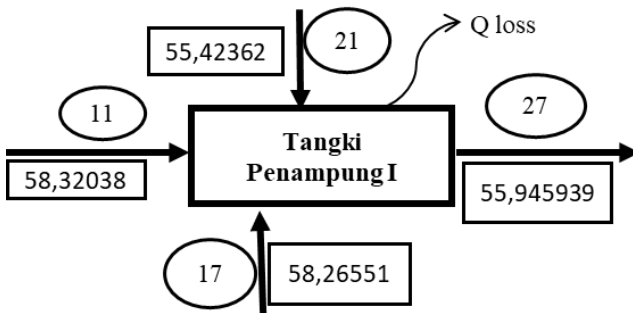 55,42362
21
Q loss
11
27
58,32038
Tangki
Penampung I
55,945939
17
58,26551